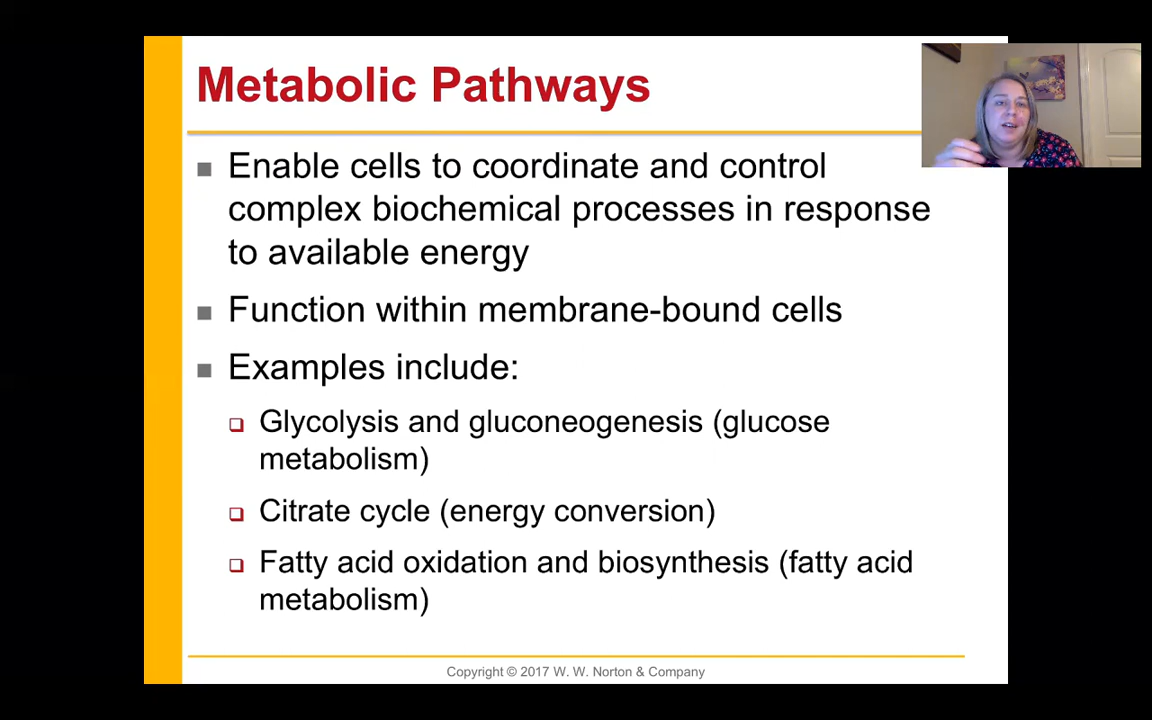 Metabolic Pathways
Enable cells to coordinate and control
complex biochemical processes in response
to available energy
Function within membrane-bound cells
Examples include:
Glycolysis and gluconeogenesis (glucose
metabolism)
Citrate cycle (energy conversion)
Fatty acid oxidation and biosynthesis (fatty acid
metabolism)
Copyright © 2017 W. W. Norton & Company